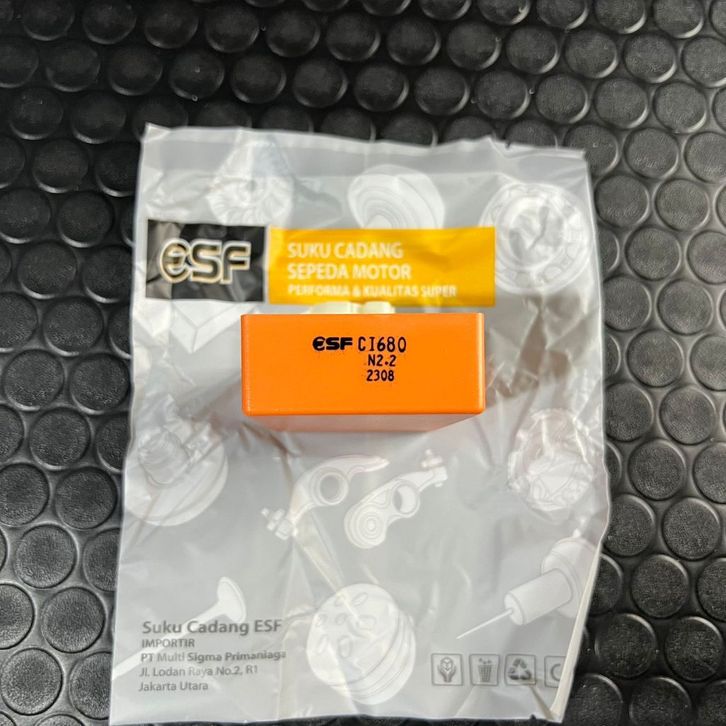 eSF
SUKU CADANG
SEPEDA MOTOR
PERFORMA & KUALITAS SUPER
eSF CI680
N2.2
2308
Suku Cadang ESF
IMPORTIR
PT Multi Sigma Primaniaga
Jl. Lodan Raya No.2, R1
Jakarta Utara